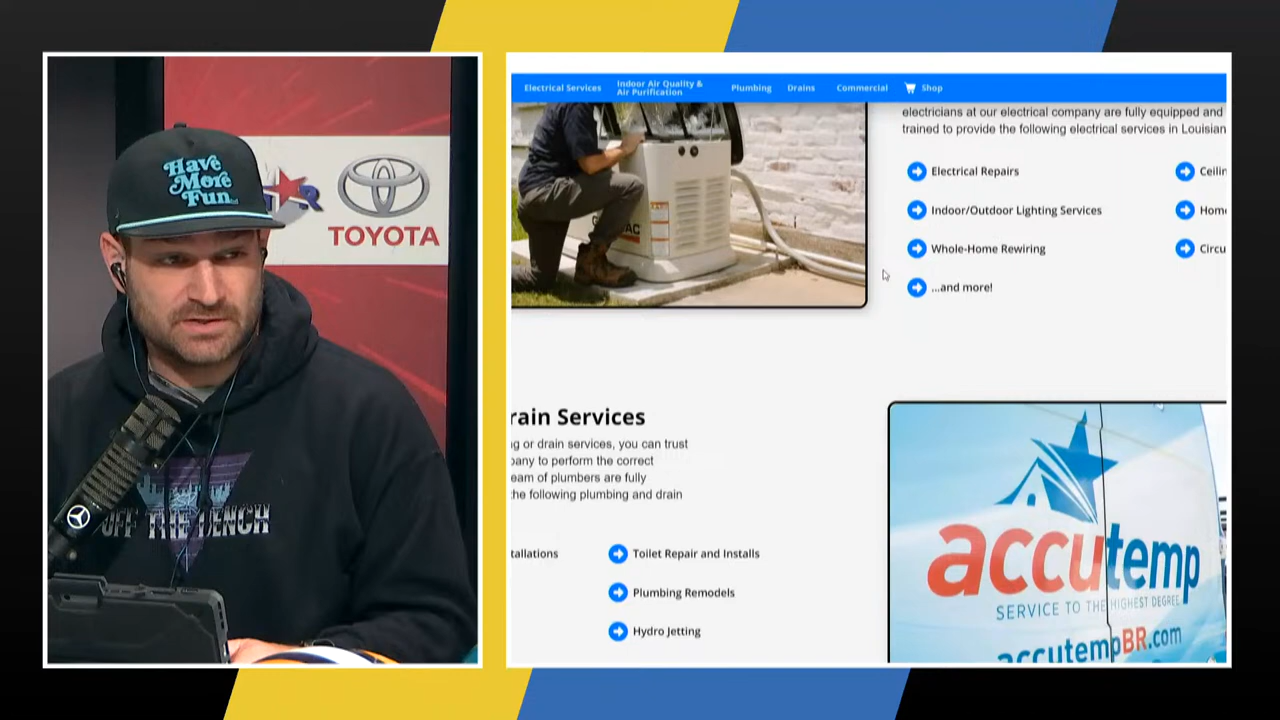 Have
More
Fun
TOYOTA
OFF THE BENCH
Electrical Services
Indoor Air Quality &
Air Purification
Plumbing
Drains
Commercial
Shop
electricians at our electrical company are fully equipped and
trained to provide the following electrical services in Louisian
Electrical Repairs
Ceilin
Indoor/Outdoor Lighting Services
Home
Whole-Home Rewiring
Circu
...and more!
rain Services
ng or drain services, you can trust
pany to perform the correct
eam of plumbers are fully
the following plumbing and drain
tallations
Toilet Repair and Installs
Plumbing Remodels
Hydro Jetting
accutemp
SERVICE TO THE HIGHEST DEGREE
accutempBR.com